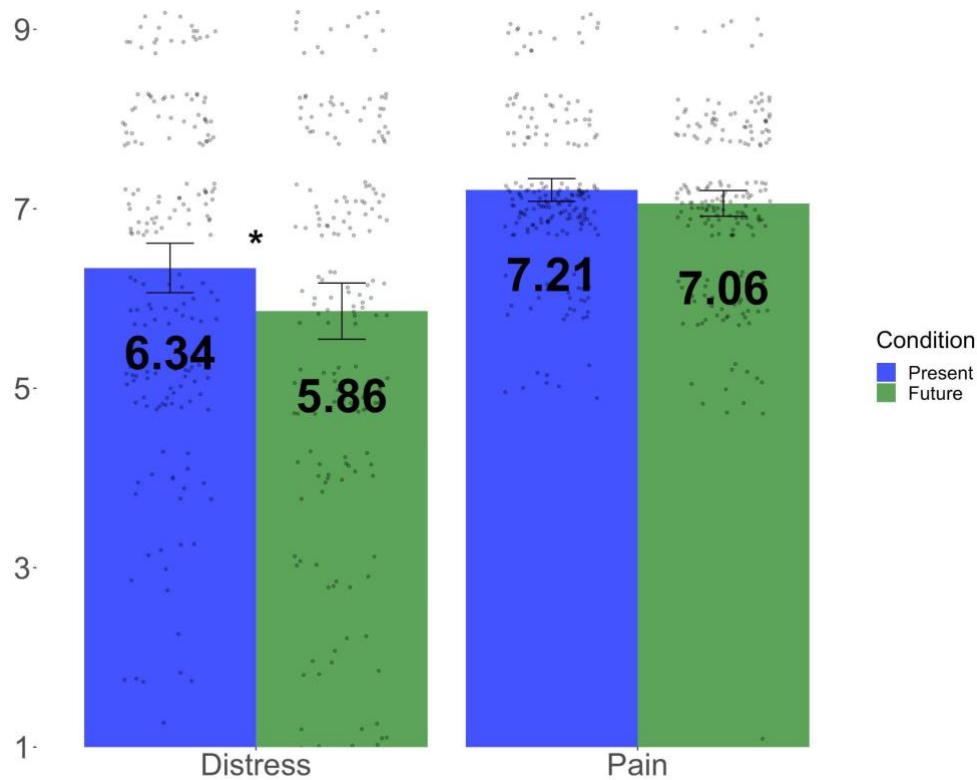 9
7
5
3
1
*
6.34
5.86
7.21
7.06
Distress
Pain
Condition
Present
Future